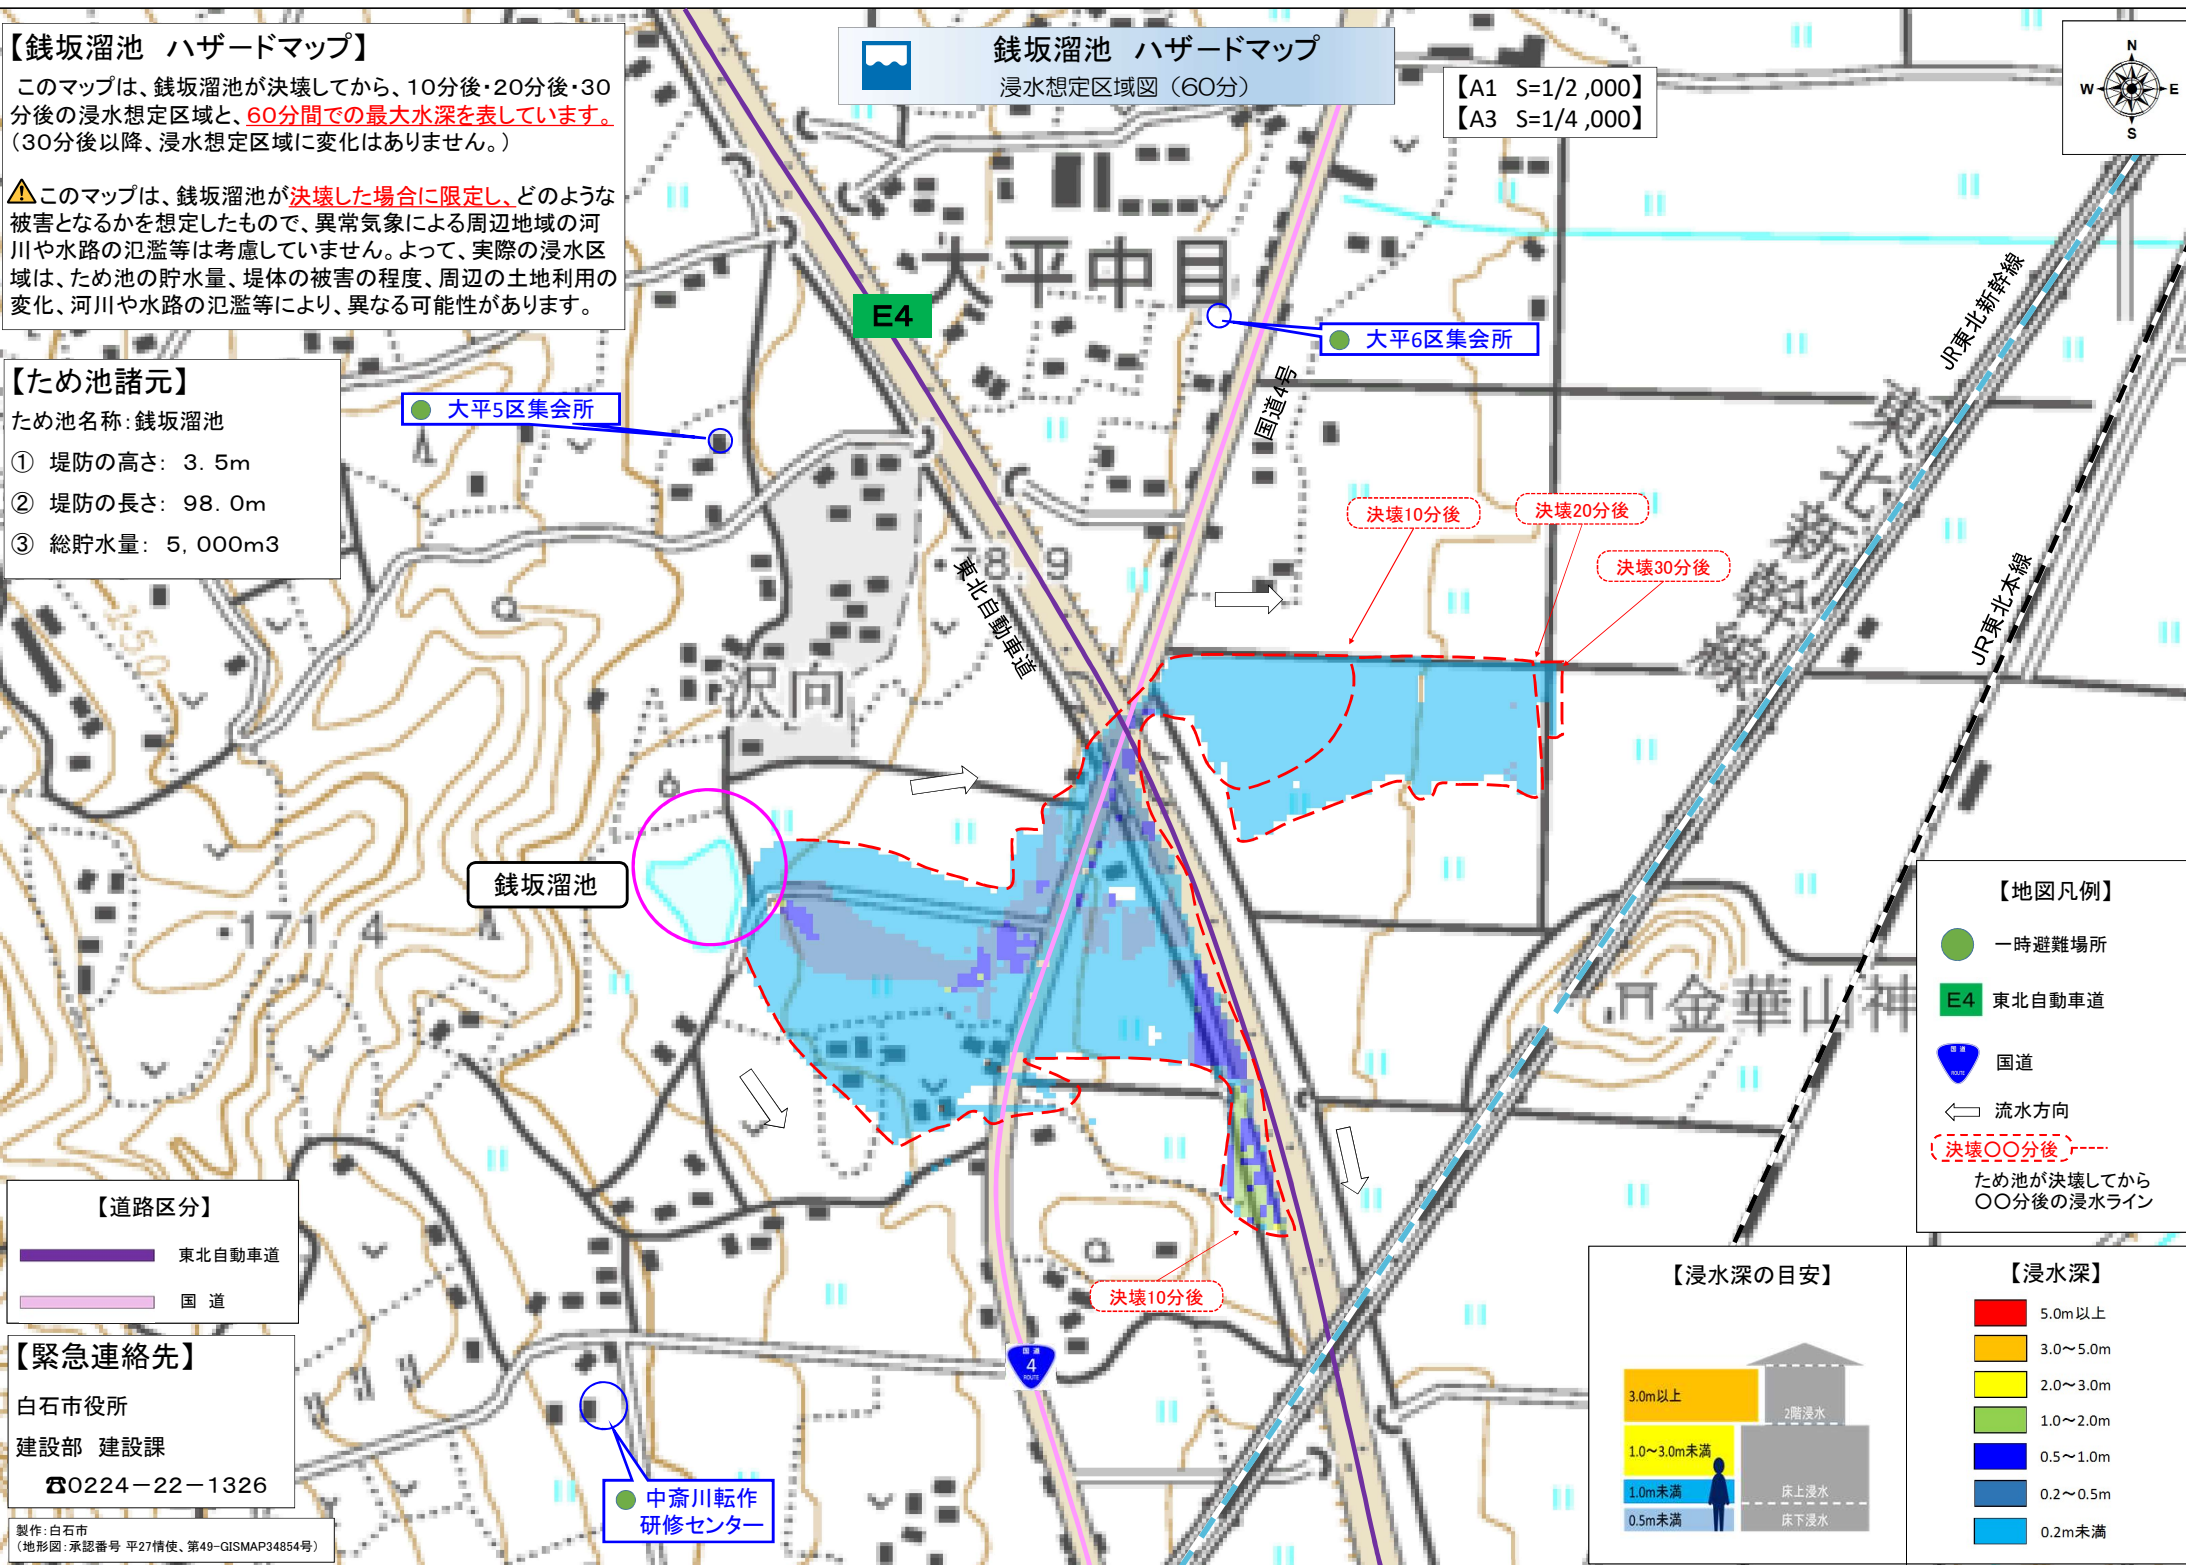 【銭坂溜池　ハザードマップ】
このマップは、銭坂溜池が決壊してから、10分後・20分後・30
分後の浸水想定区域と、60分間での最大水深を表しています。
（30分後以降、浸水想定区域に変化はありません。）
このマップは、銭坂溜池が決壊した場合に限定し、どのような
被害となるかを想定したもので、異常気象による周辺地域の河
川や水路の氾濫等は考慮していません。よって、実際の浸水区
域は、ため池の貯水量、堤体の被害の程度、周辺の土地利用の
変化、河川や水路の氾濫等により、異なる可能性があります。
銭坂溜池　ハザードマップ
浸水想定区域図（60分）
【A1　S=1/2 ,000】
【A3　S=1/4 ,000】
N
W E
S
【ため池諸元】
ため池名称：銭坂溜池
① 堤防の高さ： 3．5m
② 堤防の長さ： 98．0m
③ 総貯水量： 5，000m3
大平中目
E4
大平6区集会所
大平5区集会所
国道4号
JR東北新幹線
東北新幹線
JR東北本線
東北自動車道
78.9
150
沢向
決壊10分後
決壊20分後
決壊30分後
銭坂溜池
171.4
金華山神
決壊10分後
国道
4
ROUTE
中斎川転作
研修センター
【道路区分】
東北自動車道
国　道
【緊急連絡先】
白石市役所
建設部　建設課
☎0224－22－1326
製作：白石市
（地形図：承認番号 平27情使、第49-GISMAP34854号）
【地図凡例】
一時避難場所
E4 東北自動車道
国道
ROUTE
国道
流水方向
決壊〇〇分後
ため池が決壊してから
〇〇分後の浸水ライン
【浸水深の目安】
3.0m以上
1.0～3.0m未満
1.0m未満
0.5m未満
2階浸水
床上浸水
床下浸水
【浸水深】
5.0m以上
3.0～5.0m
2.0～3.0m
1.0～2.0m
0.5～1.0m
0.2～0.5m
0.2m未満